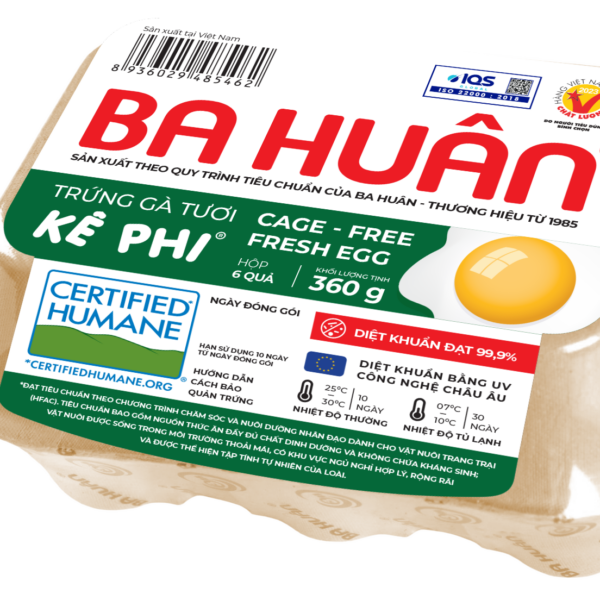 Sản xuất tại Việt Nam
8 936029 485462
IQS
GLOBAL
ISO 22000 : 2018
HÀNG VIỆT NAM
CHẤT LƯỢNG
2023
DO NGƯỜI TIÊU DÙNG
BÌNH CHỌN
BA HUÂN
SẢN XUẤT THEO QUY TRÌNH TIÊU CHUẨN CỦA BA HUÂN - THƯƠNG HIỆU TỪ 1985
TRỨNG GÀ TƯƠI
KÊ PHI®
CAGE - FREE
FRESH EGG
HỘP
6 QUẢ
KHỐI LƯỢNG TỊNH
360 g
CERTIFIED
HUMANE
®
*CERTIFIEDHUMANE.ORG
NGÀY ĐÓNG GÓI
HẠN SỬ DỤNG 10 NGÀY
TỪ NGÀY ĐÓNG GÓI
HƯỚNG DẪN
CÁCH BẢO
QUẢN TRỨNG
DIỆT KHUẨN ĐẠT 99,9%
DIỆT KHUẨN BẰNG UV
CÔNG NGHỆ CHÂU ÂU
25°C
30°C
10
NGÀY
NHIỆT ĐỘ THƯỜNG
07°C
10°C
30
NGÀY
NHIỆT ĐỘ TỦ LẠNH
*ĐẠT TIÊU CHUẨN THEO CHƯƠNG TRÌNH CHĂM SÓC VÀ NUÔI DƯỠNG NHÂN ĐẠO DÀNH CHO VẬT NUÔI TRANG TRẠI
(HFAC). TIÊU CHUẨN BAO GỒM NGUỒN THỨC ĂN ĐẦY ĐỦ CHẤT DINH DƯỠNG VÀ KHÔNG CHỨA KHÁNG SINH;
VẬT NUÔI ĐƯỢC SỐNG TRONG MÔI TRƯỜNG THOẢI MÁI, CÓ KHU VỰC NGỦ NGHỈ HỢP LÝ, RỘNG RÃI
VÀ ĐƯỢC THỂ HIỆN TẬP TÍNH TỰ NHIÊN CỦA LOÀI.
BA HUÂN
BA HUÂN
BA HUÂN